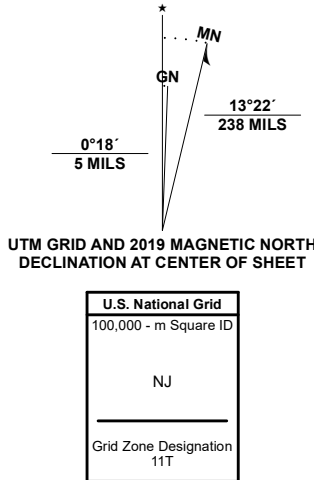 MN
GN
13°22´
238 MILS
0°18´
5 MILS
UTM GRID AND 2019 MAGNETIC NORTH
DECLINATION AT CENTER OF SHEET
U.S. National Grid
100,000 - m Square ID
NJ
Grid Zone Designation
11T